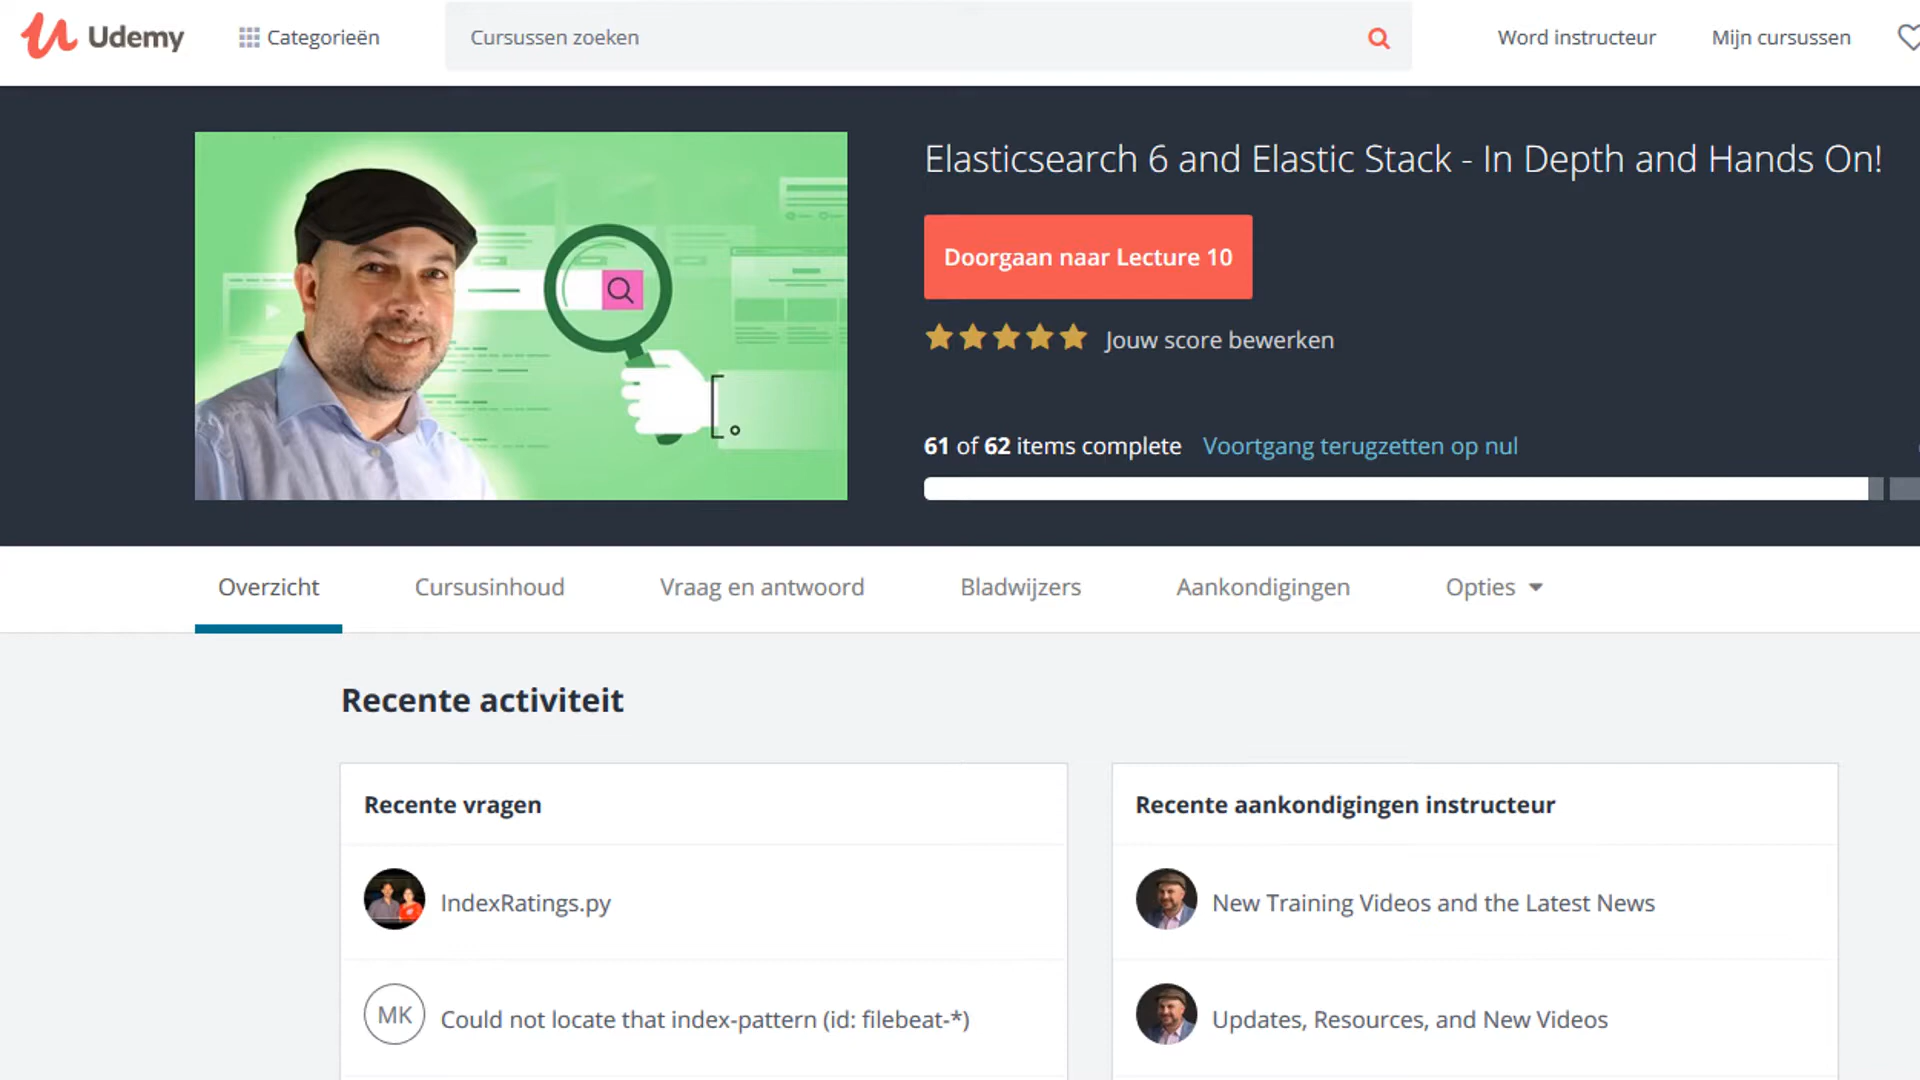 Udemy
Categorieën
Cursussen zoeken
Word instructeur
Mijn cursussen
Elasticsearch 6 and Elastic Stack - In Depth and Hands On!
Doorgaan naar Lecture 10
Jouw score bewerken
61 of 62 items complete Voortgang terugzetten op nul
Overzicht
Cursusinhoud
Vraag en antwoord
Bladwijzers
Aankondigingen
Opties
Recente activiteit
Recente vragen
IndexRatings.py
MK
Could not locate that index-pattern (id: filebeat-*)
Recente aankondigingen instructeur
New Training Videos and the Latest News
Updates, Resources, and New Videos